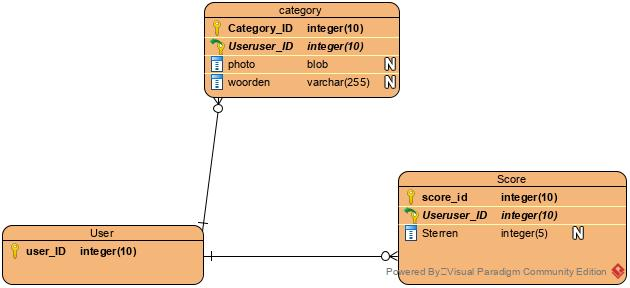 category
Category_ID integer(10)
Useruser_ID integer(10)
photo blob N
woorden varchar(255) N
Score
score_id integer(10)
Useruser_ID integer(10)
Sterren integer(5) N
User
user_ID integer(10)
Powered By:Visual Paradigm Community Edition